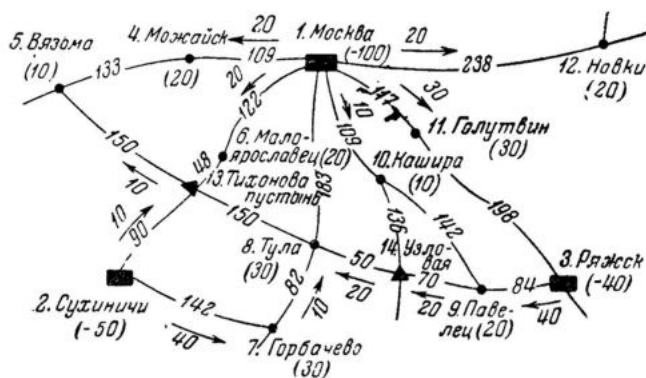 20
4. Можайск
1. Москва
(-100)
20
5. Вязьма
(10)
133
109
(20)
20
122
238
12. Новки
(20)
30
117
10
109
11. Голутвин
(30)
6. Мало-
ярославец(20)
10. Кашира
(10)
150
48
10
13. Тихонова
пустынь
183
136
142
198
10
90
150
8. Тула
(30)
50
20
14. Узловая
70
20
3. Ряжск
(-40)
84
40
9. Паве-
лец(20)
2. Сухиничи
(-50)
142
40
82
10
7. Горбачево
(30)